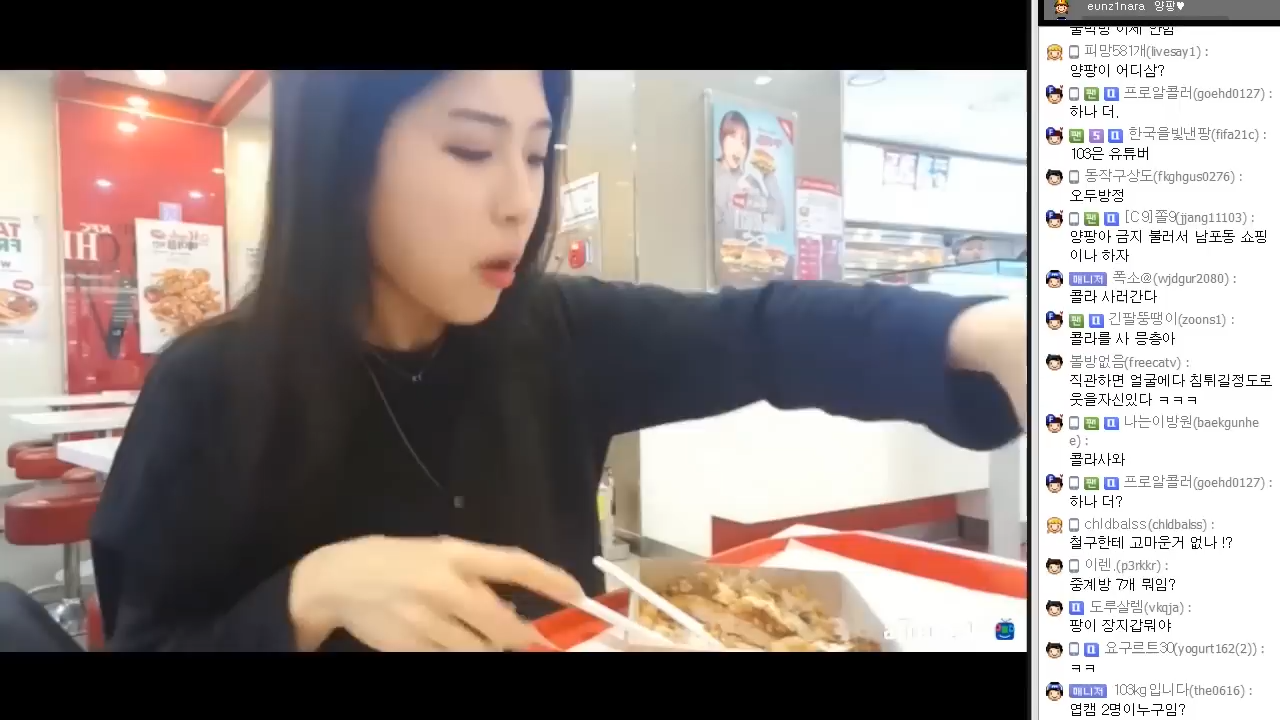 eunz1nara 양팡♥
피망581개(livesay1) :
양팡이 어디삼?
프로알콜러(goehd0127) :
하나 더.
한국을빛낸팡(fifa21c) :
103은 유튜버
동작구상도(fkghgus0276) :
오두방정
[C9]쫄9(jjang11103) :
양팡아 금지 불러서 남포동 쇼핑
이나 하자
매니저 쪽소@(wjdgur2080) :
콜라 사러간다
긴팔뚱땡이(zoons1) :
콜라를 사 믕층아
볼방없음(freecatv) :
직관하면 얼굴에다 침튀길정도로
웃을자신있다 ㅋㅋㅋ
나는이방원(baekgunhe
e) :
콜라사와
프로알콜러(goehd0127) :
하나 더?
chldbalss(chldbalss) :
철구한테 고마운거 없나 !?
이렌.(p3rkkr) :
중계방 7개 뭐임?
도루살렘(vkqja) :
팡이 장지갑뭐야
요구르트30(yogurt162(2)) :
ㅋㅋ
매니저 103kg입니다(the0616) :
엽캠 2명이누구임?